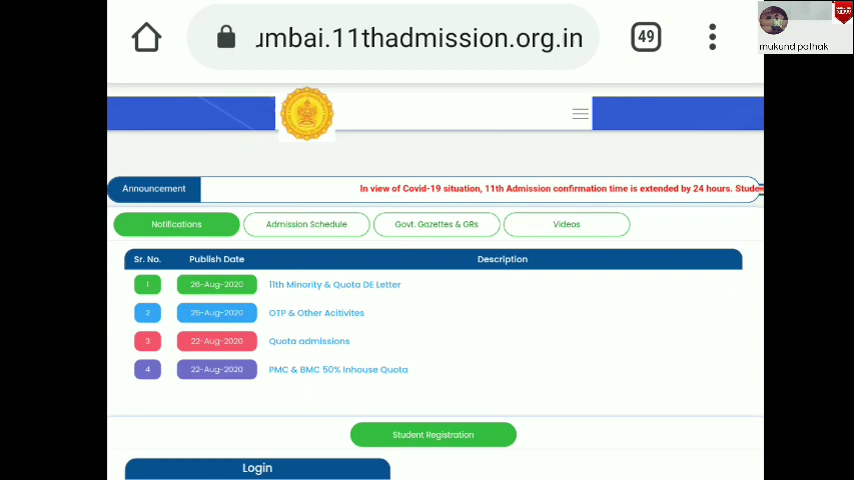 umbai.11thadmission.org.in
49
mukund pathak
Announcement
In view of Covid-19 situation, 11th Admission confirmation time is extended by 24 hours. Studen
Notifications
Admission Schedule
Govt. Gazettes & GRs
Videos
Sr. No. Publish Date Description
1 26-Aug-2020 11th Minority & Quota DE Letter
2 25-Aug-2020 OTP & Other Acitivites
3 22-Aug-2020 Quota admissions
4 22-Aug-2020 PMC & BMC 50% Inhouse Quota
Student Registration
Login